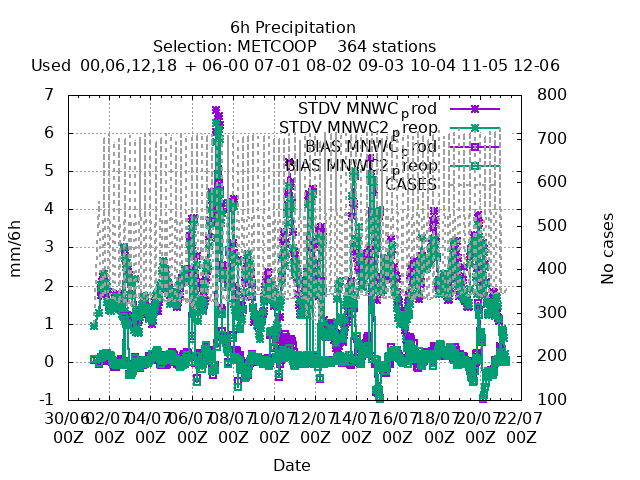 6h Precipitation
Selection: METCOOP 364 stations
Used 00,06,12,18 + 06-00 07-01 08-02 09-03 10-04 11-05 12-06
STDV MNWC_prod
STDV MNWC2_preop
BIAS MNWC_prod
BIAS MNWC2_preop
CASES
7
6
5
4
3
2
1
0
-1
mm/6h
800
700
600
500
400
300
200
100
No cases
30/06 02/07 04/07 06/07 08/07 10/07 12/07 14/07 16/07 18/07 20/07 22/07
00Z 00Z 00Z 00Z 00Z 00Z 00Z 00Z 00Z 00Z 00Z 00Z
Date